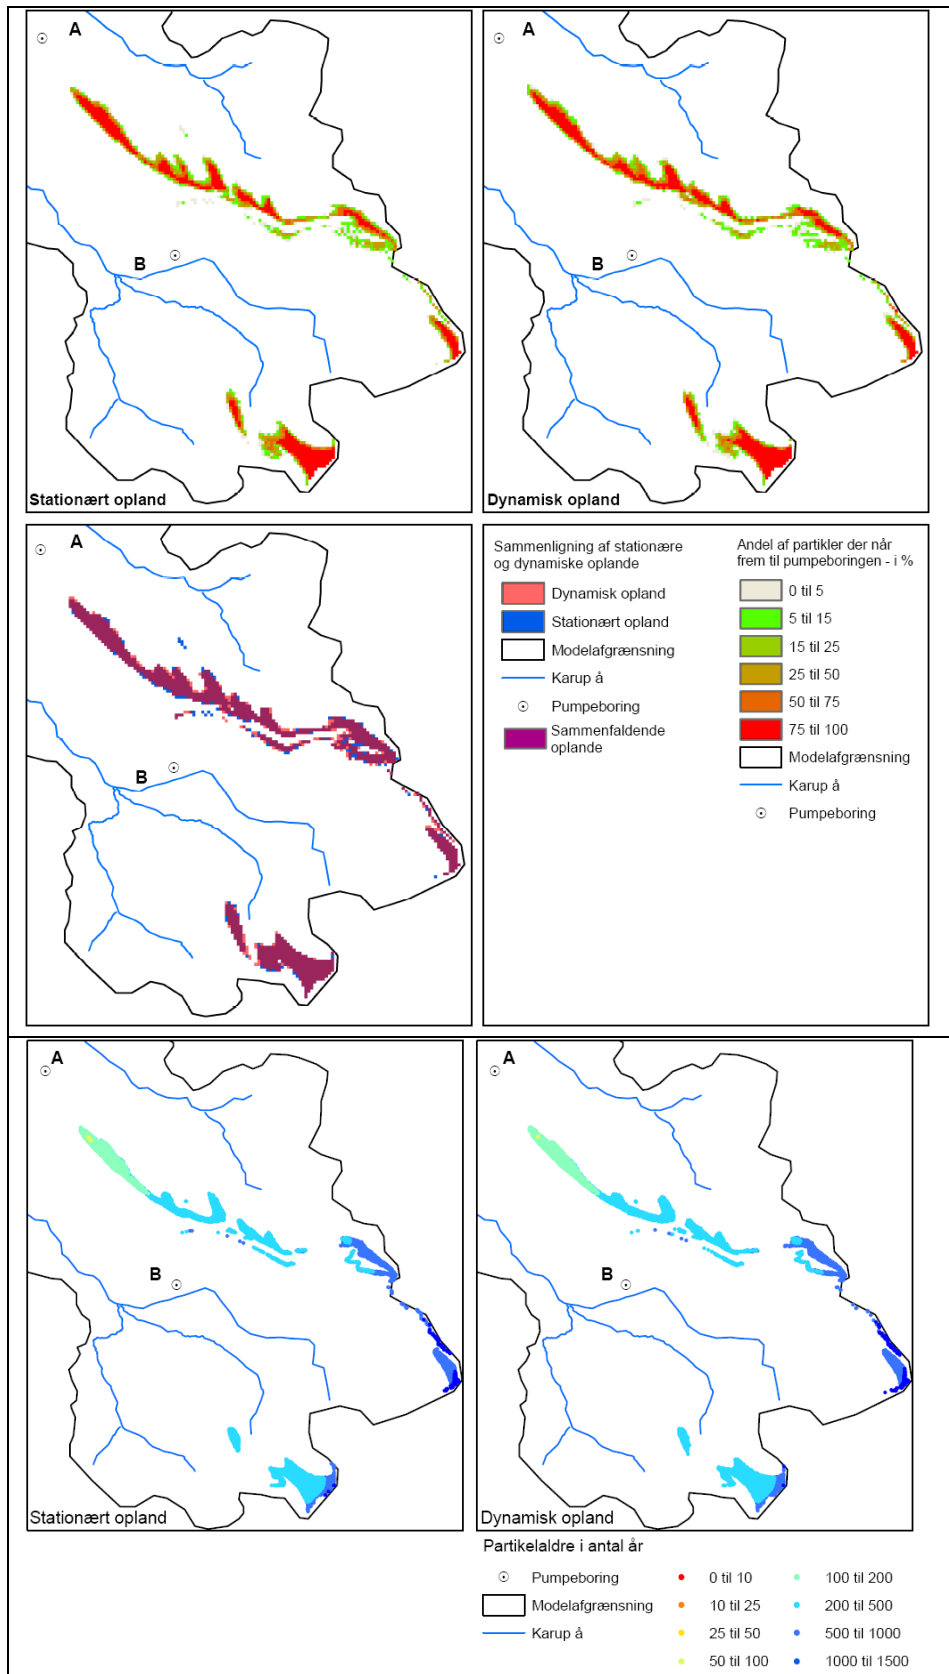 A
B
Stationært opland
A
B
Dynamisk opland
A
B
Sammenligning af stationære
og dynamiske oplande
Dynamisk opland
Stationært opland
Modelafgrænsning
Karup å
Pumpeboring
Sammenfaldende
oplande
Andel af partikler der når
frem til pumpeboringen - i %
0 til 5
5 til 15
15 til 25
25 til 50
50 til 75
75 til 100
Modelafgrænsning
Karup å
Pumpeboring
A
B
Stationært opland
A
B
Dynamisk opland
Partikelaldre i antal år
Pumpeboring
Modelafgrænsning
Karup å
0 til 10
10 til 25
25 til 50
50 til 100
100 til 200
200 til 500
500 til 1000
1000 til 1500